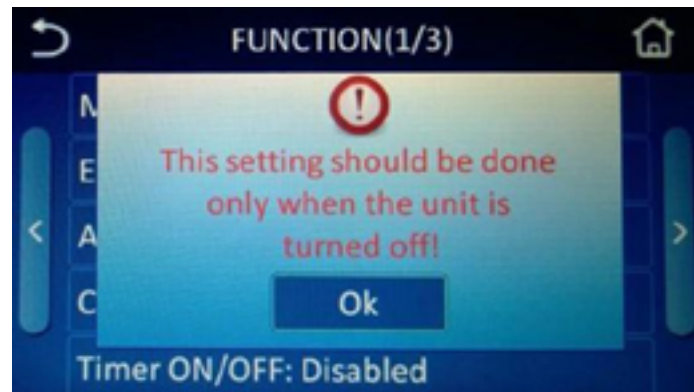 FUNCTION(1/3)
M
This setting should be done
E
only when the unit is
A
turned off!
C
Ok
Timer ON/OFF: Disabled